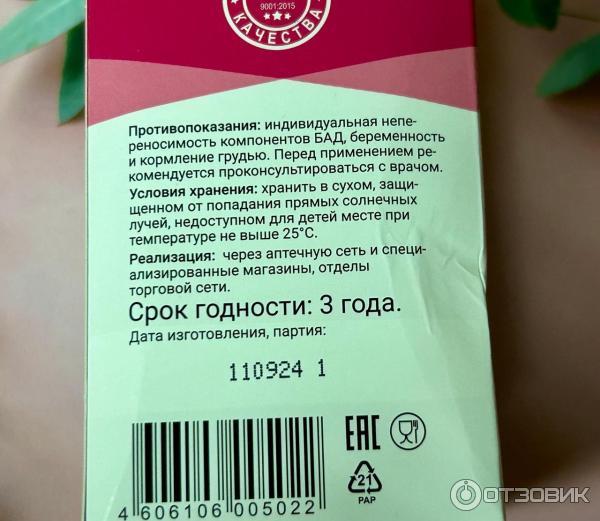 9001:2015
КАЧЕСТВА
Противопоказания: индивидуальная непе-
реносимость компонентов БАД, беременность
и кормление грудью. Перед применением ре-
комендуется проконсультироваться с врачом.
Условия хранения: хранить в сухом, защи-
щенном от попадания прямых солнечных
лучей, недоступном для детей месте при
температуре не выше 25°С.
Реализация: через аптечную сеть и специ-
ализированные магазины, отделы
торговой сети.
Срок годности: 3 года.
Дата изготовления, партия:
110924 1
EAC
21
PAP
4 606106 005022
ОТЗОВИК